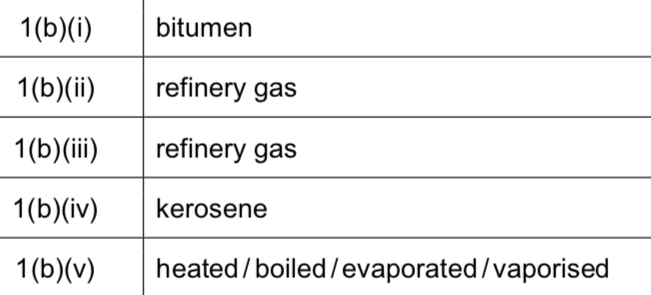 1(b)(i) bitumen
1(b)(ii) refinery gas
1(b)(iii) refinery gas
1(b)(iv) kerosene
1(b)(v) heated / boiled / evaporated / vaporised